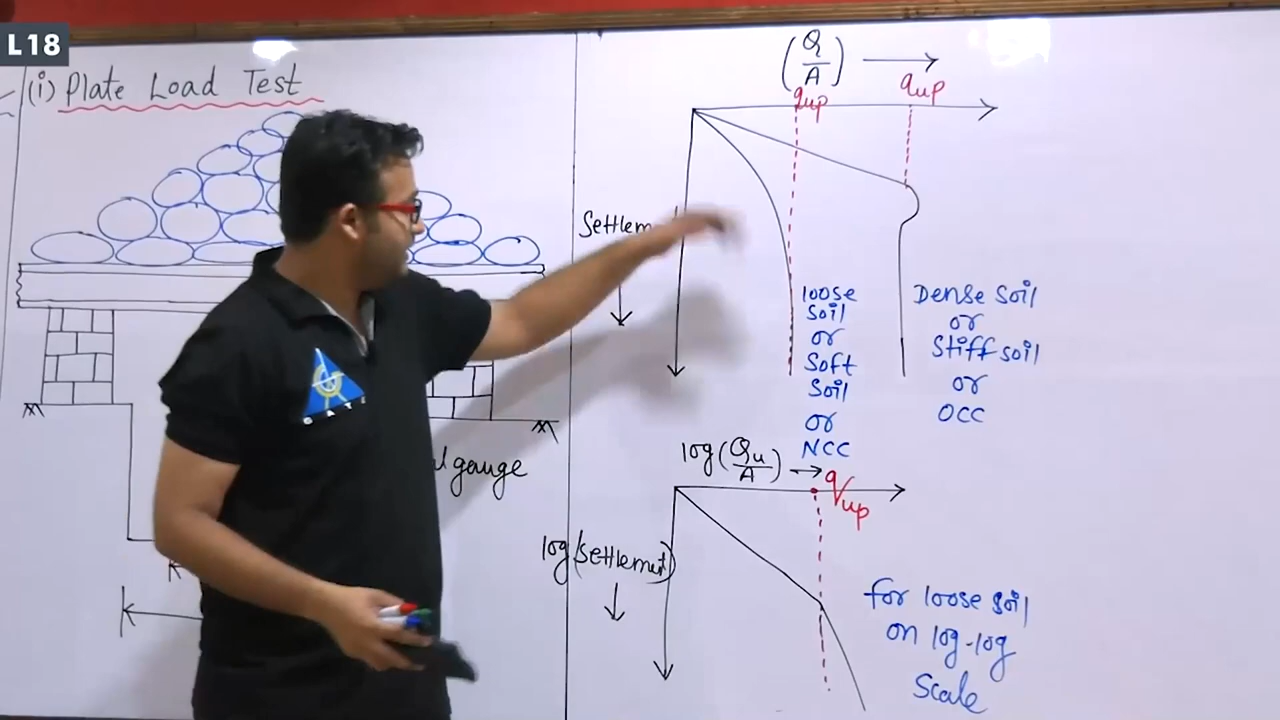 L18
(i) Plate Load Test
gauge
(Q/A) →
qup
qup
loose
soil
or
Soft
Soil
or
NCC
Dense soil
or
Stiff soil
or
OCC
log(Qu/A) →
qup
log(settlement)
for loose soil
on log-log
Scale